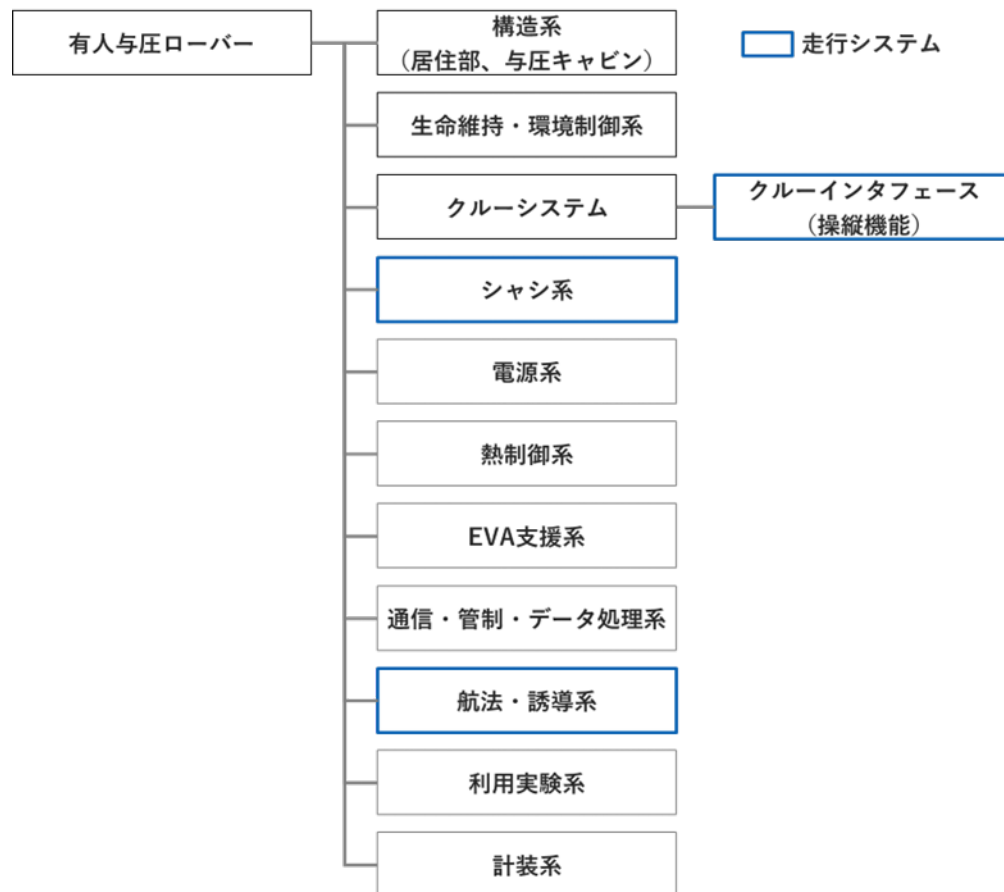 有人与圧ローバー
構造系
（居住部、与圧キャビン）
走行システム
生命維持・環境制御系
クルーシステム
クルーインタフェース
（操縦機能）
シャシ系
電源系
熱制御系
EVA支援系
通信・管制・データ処理系
航法・誘導系
利用実験系
計装系